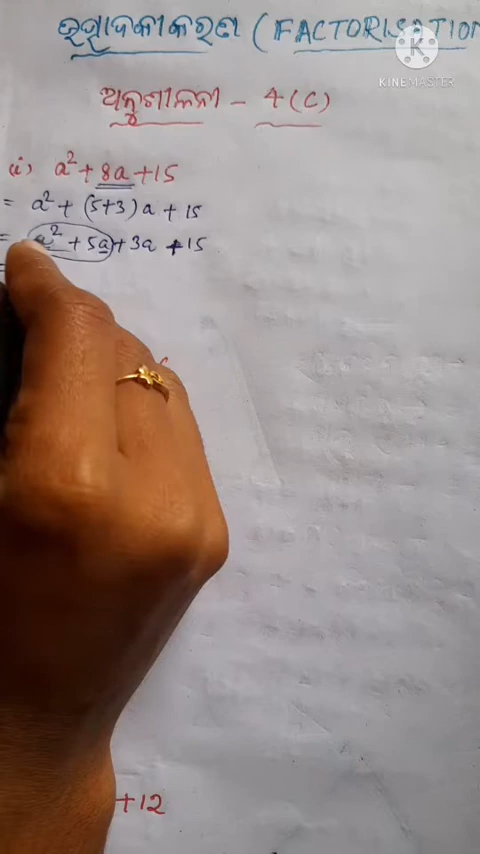 ଉତ୍ପାଦକୀକରଣ (FACTORISATION
KINEMASTER
ଅନୁଶୀଳନୀ - 4(C)
(i) a² + 8a + 15
= a² + (5+3) a + 15
= a² + 5a + 3a + 15
=
+12